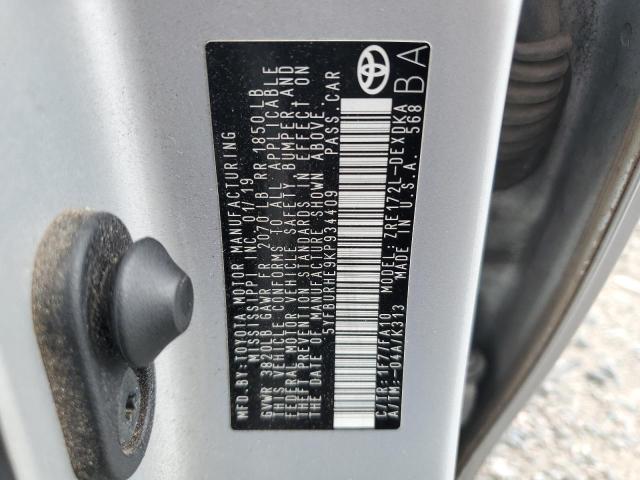 MFD.BY:TOYOTA MOTOR MANUFACTURING
MISSISSIPPI INC. 01/19
GVWR 3820LB GAWR FR 2070 LB RR 1850 LB
THIS VEHICLE CONFORMS TO ALL APPLICABLE
FEDERAL MOTOR VEHICLE SAFETY, BUMPER AND
THEFT PREVENTION STANDARDS IN EFFECT ON
THE DATE OF MANUFACTURE SHOWN ABOVE.
5YFBURHE9KP934409 PASS.CAR
C/TR:1F7/FA10 MODEL:ZRE172L-DEXDKA
A/TM:-04A/K313 MADE IN U.S.A. 568
BA